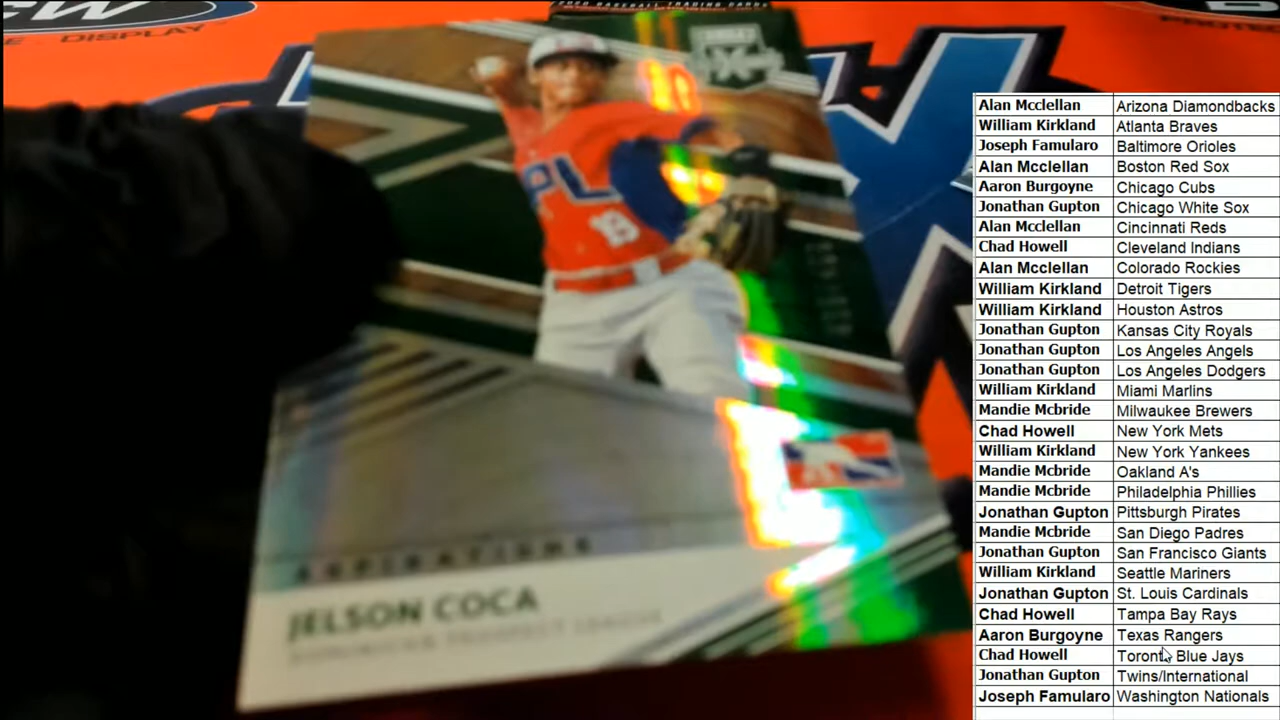 DISPLAY
2020 BASEBALL TRADING CARDS
PL
19
ASPIRATIONS
JELSON COCA
Alan Mcclellan Arizona Diamondbacks
William Kirkland Atlanta Braves
Joseph Famularo Baltimore Orioles
Alan Mcclellan Boston Red Sox
Aaron Burgoyne Chicago Cubs
Jonathan Gupton Chicago White Sox
Alan Mcclellan Cincinnati Reds
Chad Howell Cleveland Indians
Alan Mcclellan Colorado Rockies
William Kirkland Detroit Tigers
William Kirkland Houston Astros
Jonathan Gupton Kansas City Royals
Jonathan Gupton Los Angeles Angels
Jonathan Gupton Los Angeles Dodgers
William Kirkland Miami Marlins
Mandie Mcbride Milwaukee Brewers
Chad Howell New York Mets
William Kirkland New York Yankees
Mandie Mcbride Oakland A's
Mandie Mcbride Philadelphia Phillies
Jonathan Gupton Pittsburgh Pirates
Mandie Mcbride San Diego Padres
Jonathan Gupton San Francisco Giants
William Kirkland Seattle Mariners
Jonathan Gupton St. Louis Cardinals
Chad Howell Tampa Bay Rays
Aaron Burgoyne Texas Rangers
Chad Howell Toronto Blue Jays
Jonathan Gupton Twins/International
Joseph Famularo Washington Nationals